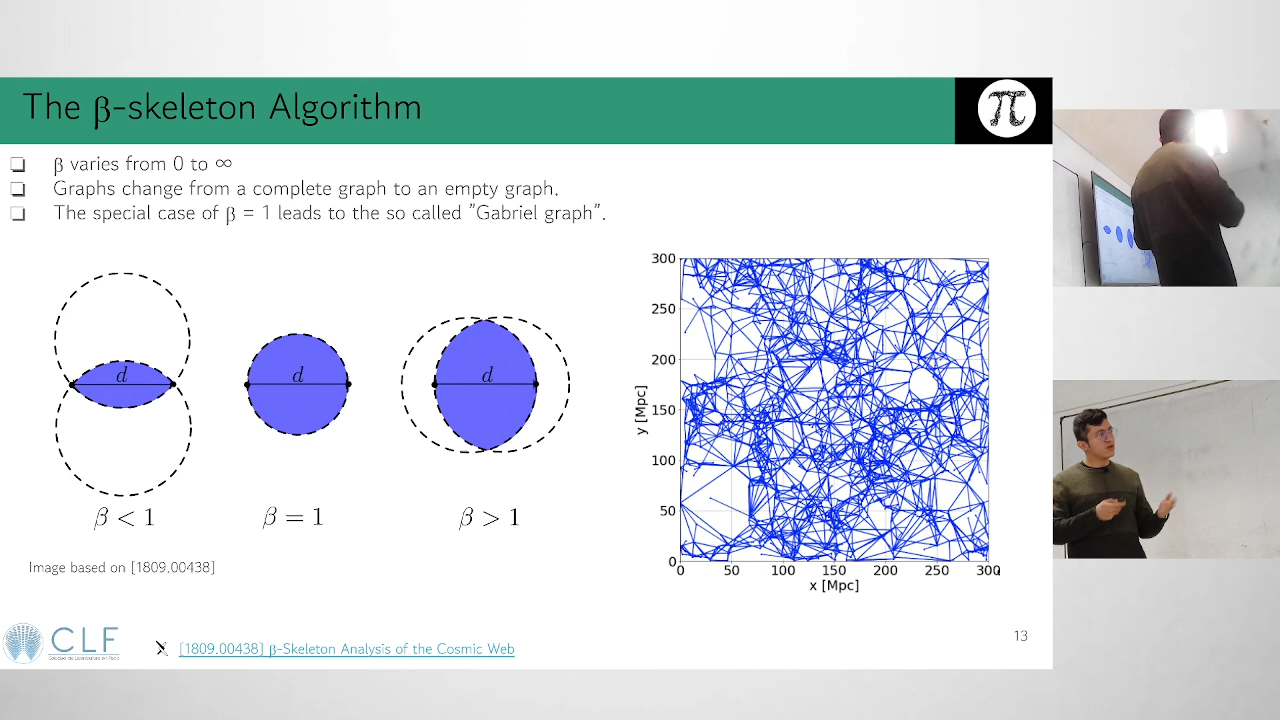 The β-skeleton Algorithm
❏ β varies from 0 to ∞
❏ Graphs change from a complete graph to an empty graph.
❏ The special case of β = 1 leads to the so called ”Gabriel graph”.
d
d
d
β < 1
β = 1
β > 1
Image based on [1809.00438]
300
250
200
150
100
50
0
y [Mpc]
0 50 100 150 200 250 300
x [Mpc]
CLF
[1809.00438] β-Skeleton Analysis of the Cosmic Web
13